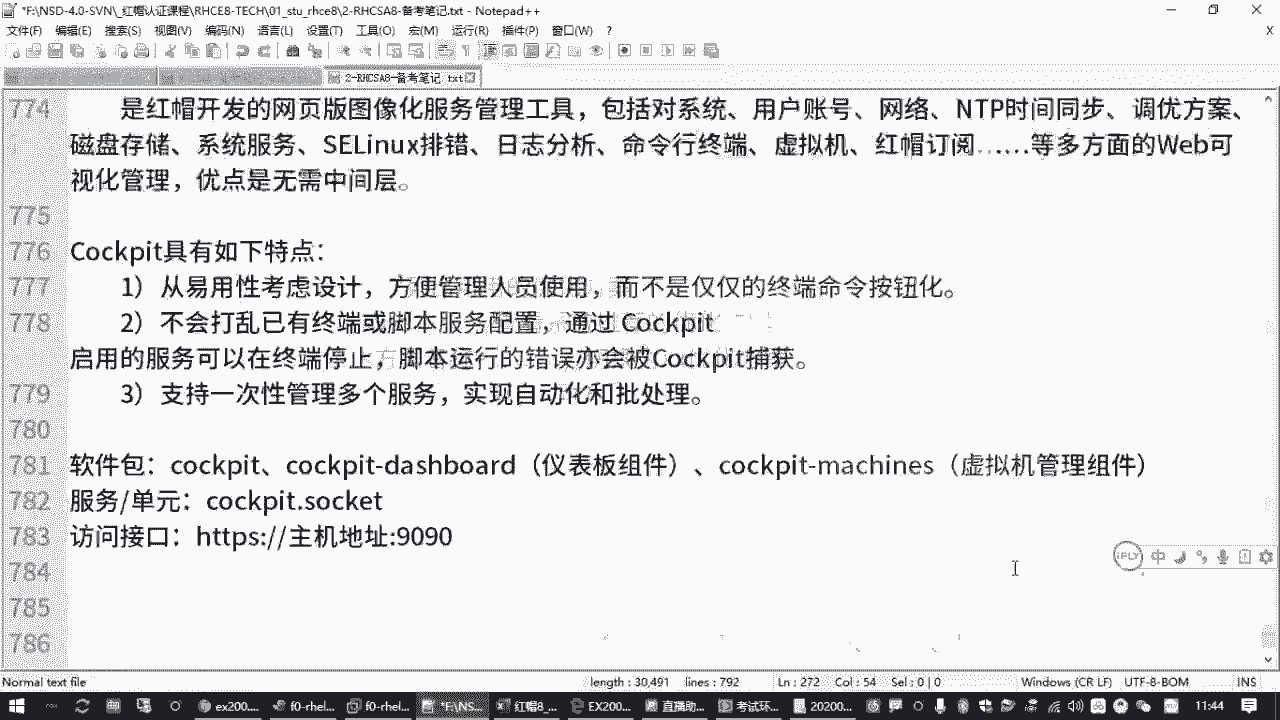 *F:\NSD-4.0-SVN\_红帽认证课程\RHCE8-TECH\01_stu_rhce8\2-RHCSA8-备考笔记.txt - Notepad++
文件(F) 编辑(E) 搜索(S) 视图(V) 编码(N) 语言(L) 设置(T) 工具(O) 宏(M) 运行(R) 插件(P) 窗口(W) ? X
2-RHCSA8-备考笔记.txt
774 是红帽开发的网页版图像化服务管理工具，包括对系统、用户账号、网络、NTP时间同步、调优方案、
磁盘存储、系统服务、SELinux排错、日志分析、命令行终端、虚拟机、红帽订阅……等多方面的Web可
视化管理，优点是无需中间层。
775
776 Cockpit具有如下特点：
777 1）从易用性考虑设计，方便管理人员使用，而不是仅仅的终端命令按钮化。
778 2）不会打乱已有终端或脚本服务配置，通过 Cockpit
启用的服务可以在终端停止，脚本运行的错误亦会被Cockpit捕获。
779 3）支持一次性管理多个服务，实现自动化和批处理。
780
781 软件包：cockpit、cockpit-dashboard（仪表板组件）、cockpit-machines（虚拟机管理组件）
782 服务/单元：cockpit.socket
783 访问接口：https://主机地址:9090
784
785
786
iFLY 中
Normal text file length : 30,491 lines : 792 Ln : 272 Col : 54 Sel : 0 | 0 Windows (CR LF) UTF-8-BOM INS
ex200... f0-rhel... f0-rhel... *F:\NS... 红帽8_... EX200... 直播助... 考试环... 20200... 11:44